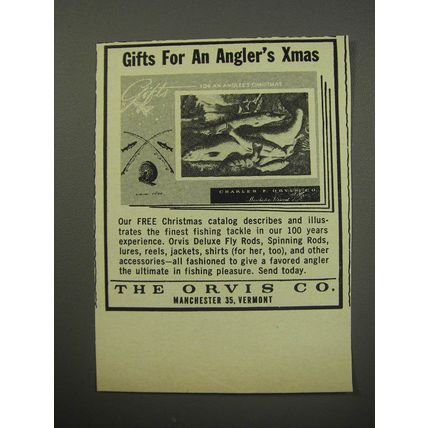 Gifts For An Angler's Xmas
Gifts
FOR AN ANGLER'S CHRISTMAS
CHARLES F. ORVIS CO.
Manchester, Vermont
Our FREE Christmas catalog describes and illus-
trates the finest fishing tackle in our 100 years
experience. Orvis Deluxe Fly Rods, Spinning Rods,
lures, reels, jackets, shirts (for her, too), and other
accessories—all fashioned to give a favored angler
the ultimate in fishing pleasure. Send today.
THE ORVIS CO.
MANCHESTER 35, VERMONT